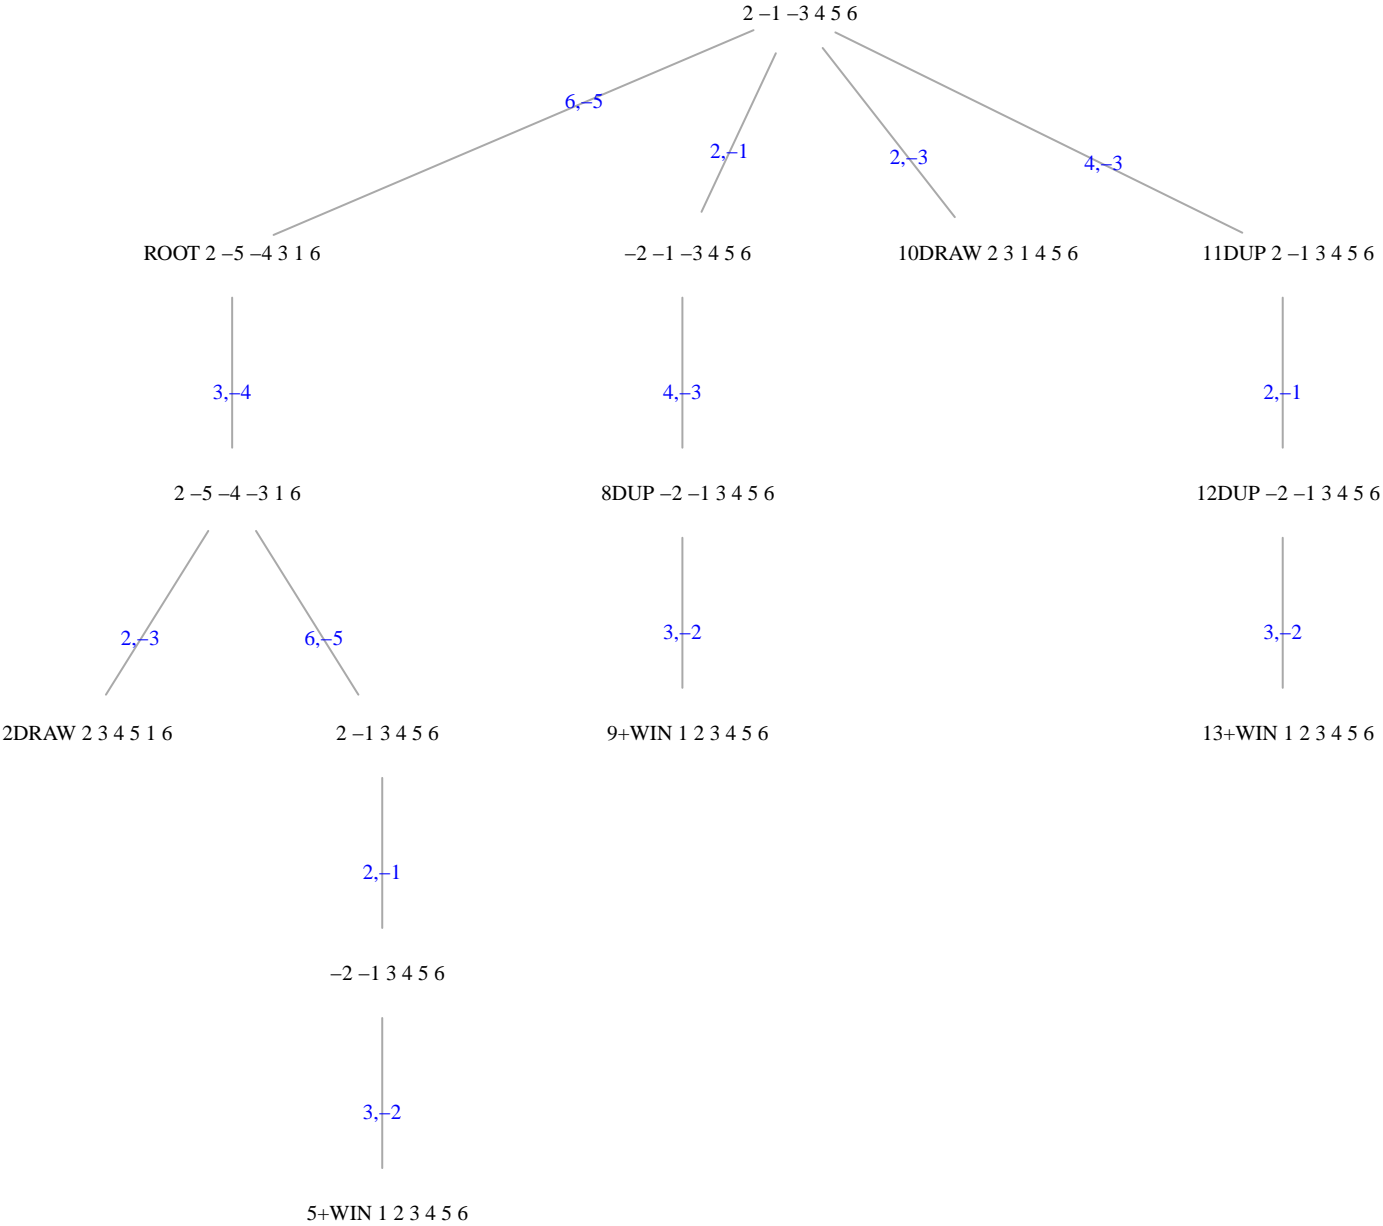 2 –1 –3 4 5 6
6,–5
2,–1
2,–3
4,–3
ROOT 2 –5 –4 3 1 6
–2 –1 –3 4 5 6
10DRAW 2 3 1 4 5 6
11DUP 2 –1 3 4 5 6
3,–4
4,–3
2,–1
2 –5 –4 –3 1 6
8DUP –2 –1 3 4 5 6
12DUP –2 –1 3 4 5 6
2,–3
6,–5
3,–2
3,–2
2DRAW 2 3 4 5 1 6
2 –1 3 4 5 6
9+WIN 1 2 3 4 5 6
13+WIN 1 2 3 4 5 6
2,–1
–2 –1 3 4 5 6
3,–2
5+WIN 1 2 3 4 5 6